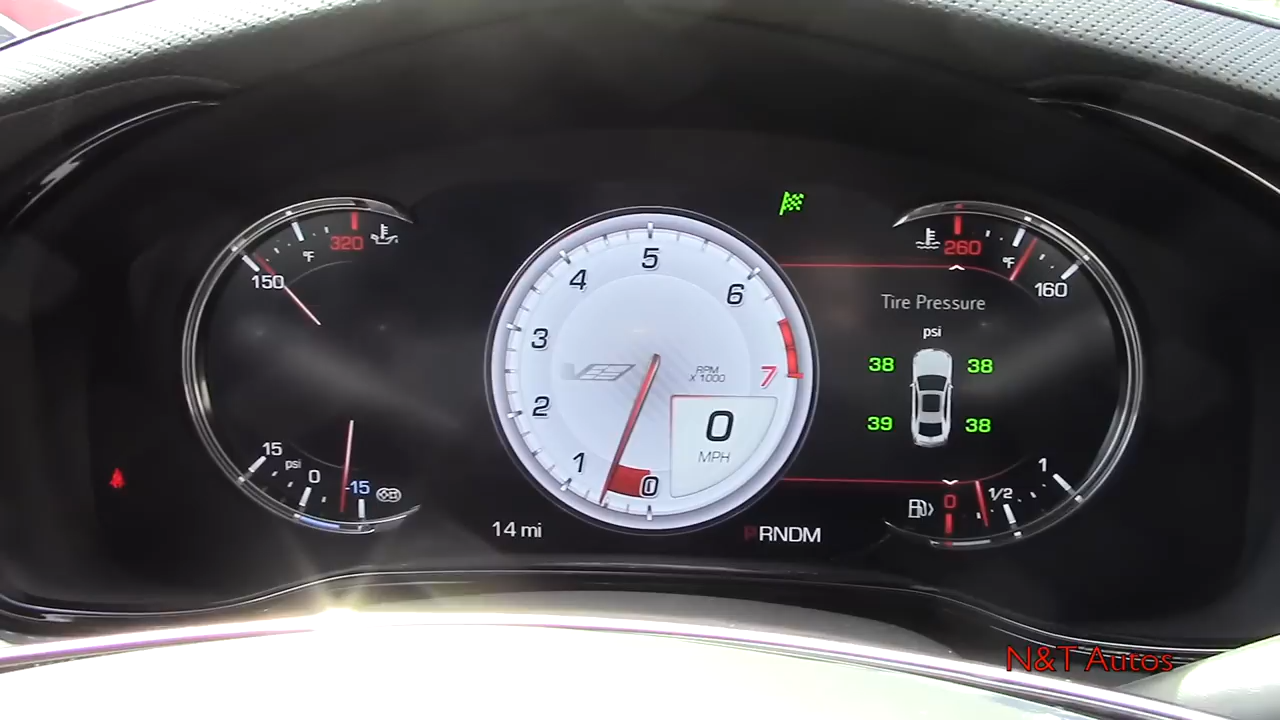 320
°F
150
15
psi
0
-15
5
4
6
3
2
1
7
0
RPM
X 1000
0
MPH
14 mi
PRNDM
260
°F
160
Tire Pressure
psi
38 38
39 38
1
1/2
0
N&T Autos